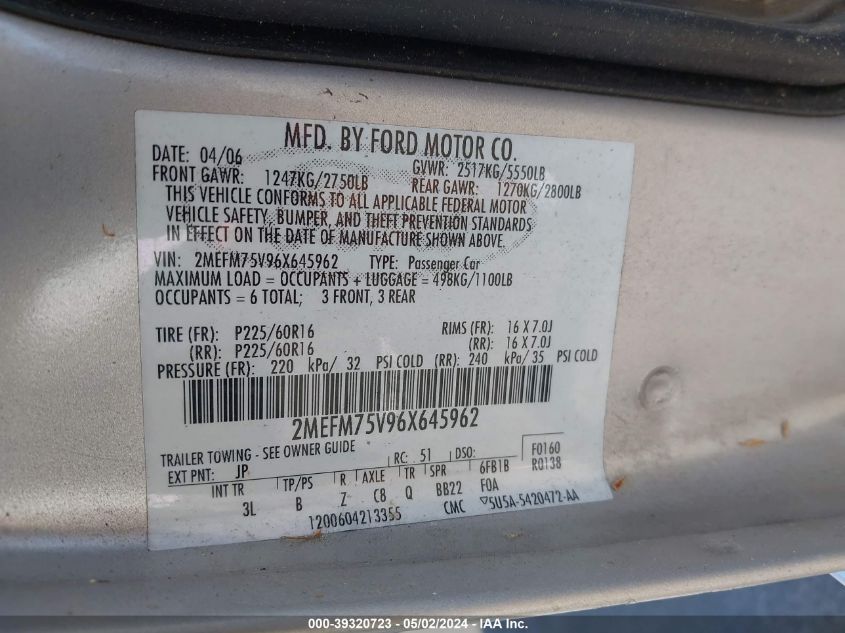 MFD. BY FORD MOTOR CO.
DATE: 04/06 GVWR: 2517KG/5550LB
FRONT GAWR: 1247KG/2750LB REAR GAWR: 1270KG/2800LB
THIS VEHICLE CONFORMS TO ALL APPLICABLE FEDERAL MOTOR
VEHICLE SAFETY, BUMPER, AND THEFT PREVENTION STANDARDS
IN EFFECT ON THE DATE OF MANUFACTURE SHOWN ABOVE.
VIN: 2MEFM75V96X645962 TYPE: Passenger Car
MAXIMUM LOAD = OCCUPANTS + LUGGAGE = 498KG/1100LB
OCCUPANTS = 6 TOTAL; 3 FRONT, 3 REAR
TIRE (FR): P225/60R16 RIMS (FR): 16 X 7.0J
(RR): P225/60R16 (RR): 16 X 7.0J
PRESSURE (FR): 220 kPa/ 32 PSI COLD (RR): 240 kPa/ 35 PSI COLD
2MEFM75V96X645962
TRAILER TOWING - SEE OWNER GUIDE RC: 51 DSO: F0160
EXT PNT: JP 6FB1B R0138
INT TR TP/PS R AXLE TR SPR F0A
3L B Z C8 Q BB22
1200604213355 CMC 5U5A-5420472-AA
000-39320723 - 05/02/2024 - IAA Inc.